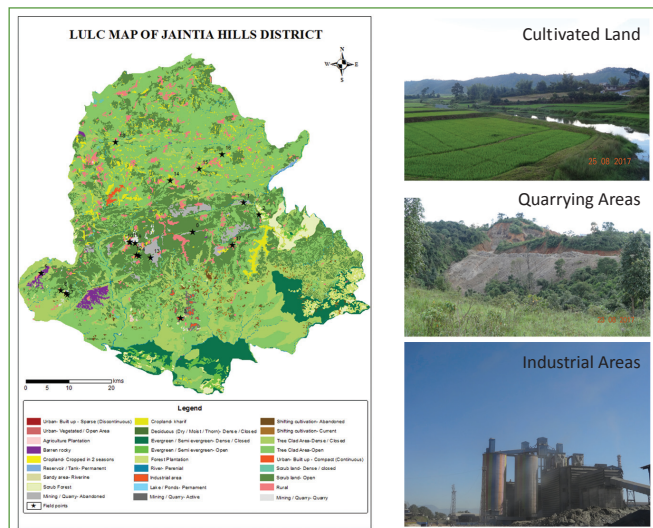 LULC MAP OF JAINTIA HILLS DISTRICT
N
W
E
S
14
13
0
10
20
kms
Legend
Urban- Built up - Sparse (Discontinuous)
Urban- Vegetated / Open Area
Agriculture Plantation
Barren rocky
Cropland- Cropped in 2 seasons
Reservoir / Tank- Permanent
Sandy area- Riverine
Scrub Forest
Mining / Quarry- Abandoned
Field points
Cropland- kharif
Deciduous (Dry / Moist / Thorn)- Dense / Closed
Evergreen / Semi evergreen- Dense / Closed
Evergreen / Semi evergreen- Open
Forest Plantation
River- Perenial
Industrial area
Lake / Ponds- Permanent
Mining / Quarry- Active
Shifting cultivation- Abandoned
Shifting cultivation- Current
Tree Clad Area- Dense / Closed
Tree Clad Area- Open
Urban- Built up - Compact (Continuous)
Scrub land- Dense / closed
Scrub land- Open
Rural
Mining / Quarry- Quarry
Cultivated Land
25 08 2017
Quarrying Areas
Industrial Areas